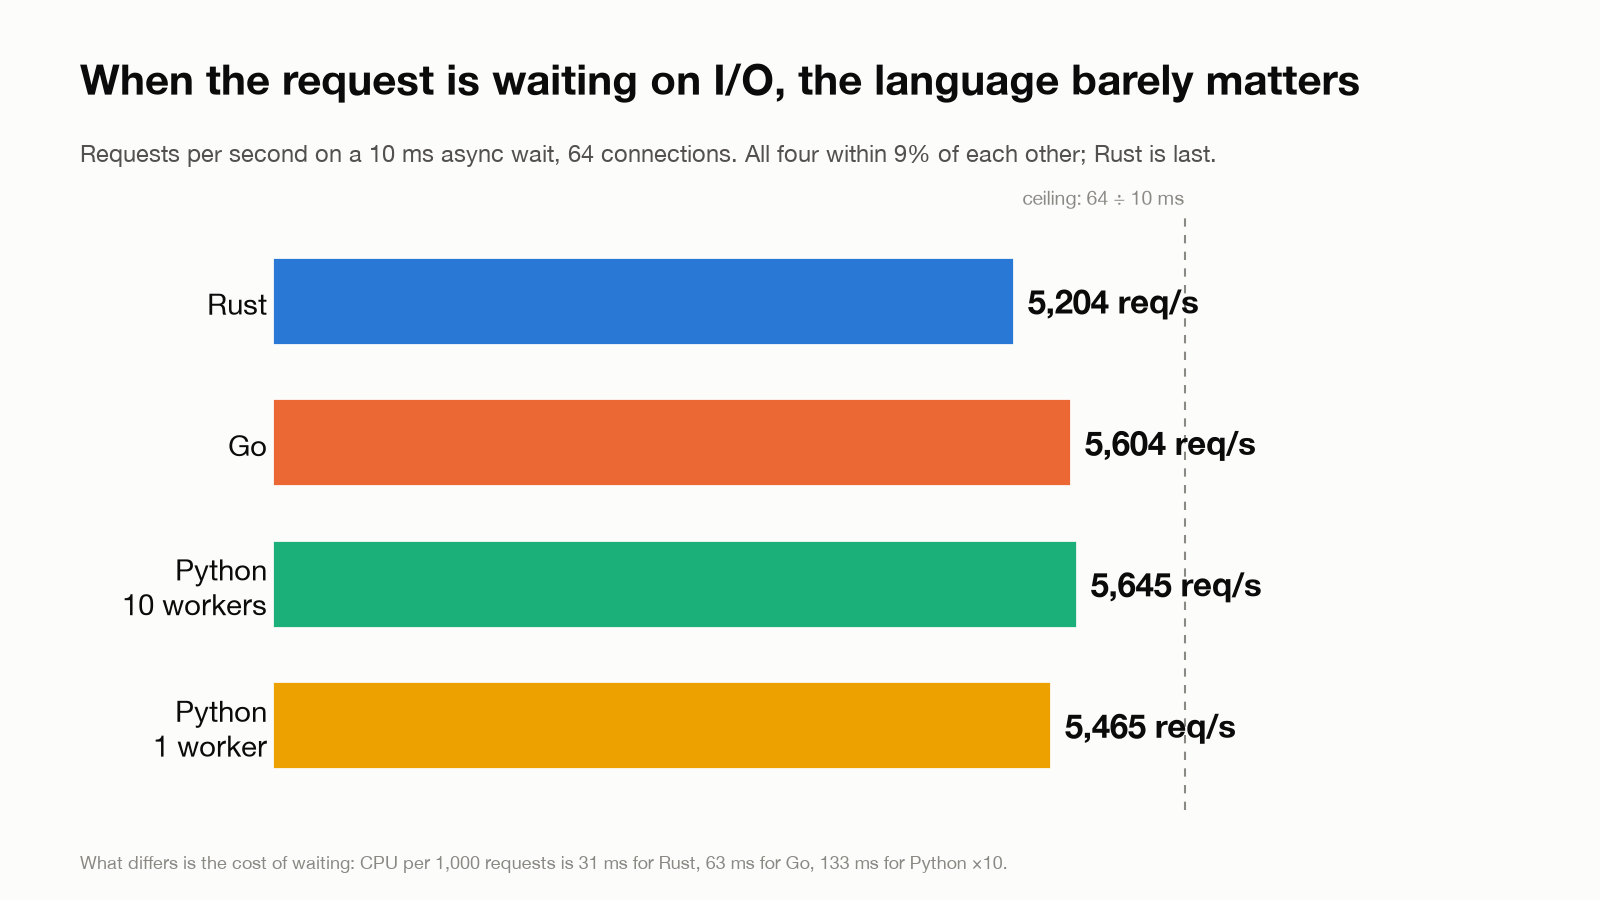 When the request is waiting on I/O, the language barely matters
Requests per second on a 10 ms async wait, 64 connections. All four within 9% of each other; Rust is last.
ceiling: 64 ÷ 10 ms
Rust
5,204 req/s
Go
5,604 req/s
Python
10 workers
5,645 req/s
Python
1 worker
5,465 req/s
What differs is the cost of waiting: CPU per 1,000 requests is 31 ms for Rust, 63 ms for Go, 133 ms for Python ×10.